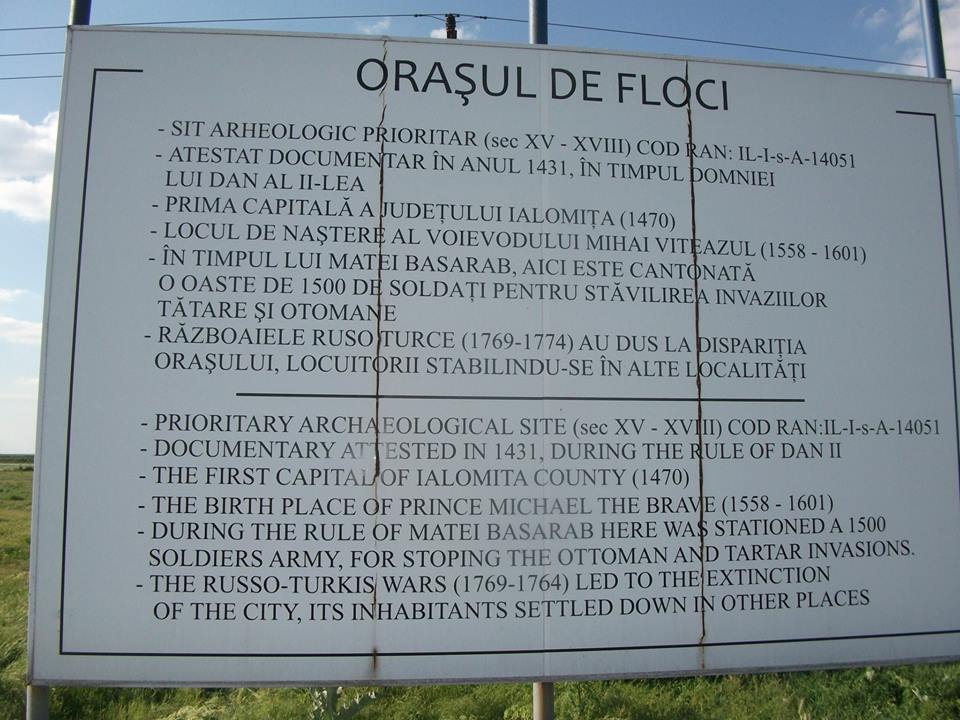 ORAŞUL DE FLOCI
- SIT ARHEOLOGIC PRIORITAR (sec XV - XVIII) COD RAN: IL-I-s-A-14051
- ATESTAT DOCUMENTAR ÎN ANUL 1431, ÎN TIMPUL DOMNIEI
LUI DAN AL II-LEA
- PRIMA CAPITALĂ A JUDEŢULUI IALOMIŢA (1470)
- LOCUL DE NAŞTERE AL VOIEVODULUI MIHAI VITEAZUL (1558 - 1601)
- ÎN TIMPUL LUI MATEI BASARAB, AICI ESTE CANTONATĂ
O OASTE DE 1500 DE SOLDAŢI PENTRU STĂVILIREA INVAZIILOR
TĂTARE ŞI OTOMANE
- RĂZBOAIELE RUSO TURCE (1769-1774) AU DUS LA DISPARIŢIA
ORAŞULUI, LOCUITORII STABILINDU-SE ÎN ALTE LOCALITĂŢI
- PRIORITARY ARCHAEOLOGICAL SITE (sec XV - XVIII) COD RAN:IL-I-s-A-14051
- DOCUMENTARY ATTESTED IN 1431, DURING THE RULE OF DAN II
- THE FIRST CAPITAL OF IALOMITA COUNTY (1470)
- THE BIRTH PLACE OF PRINCE MICHAEL THE BRAVE (1558 - 1601)
- DURING THE RULE OF MATEI BASARAB HERE WAS STATIONED A 1500
SOLDIERS ARMY, FOR STOPING THE OTTOMAN AND TARTAR INVASIONS.
- THE RUSSO-TURKIS WARS (1769-1764) LED TO THE EXTINCTION
OF THE CITY, ITS INHABITANTS SETTLED DOWN IN OTHER PLACES